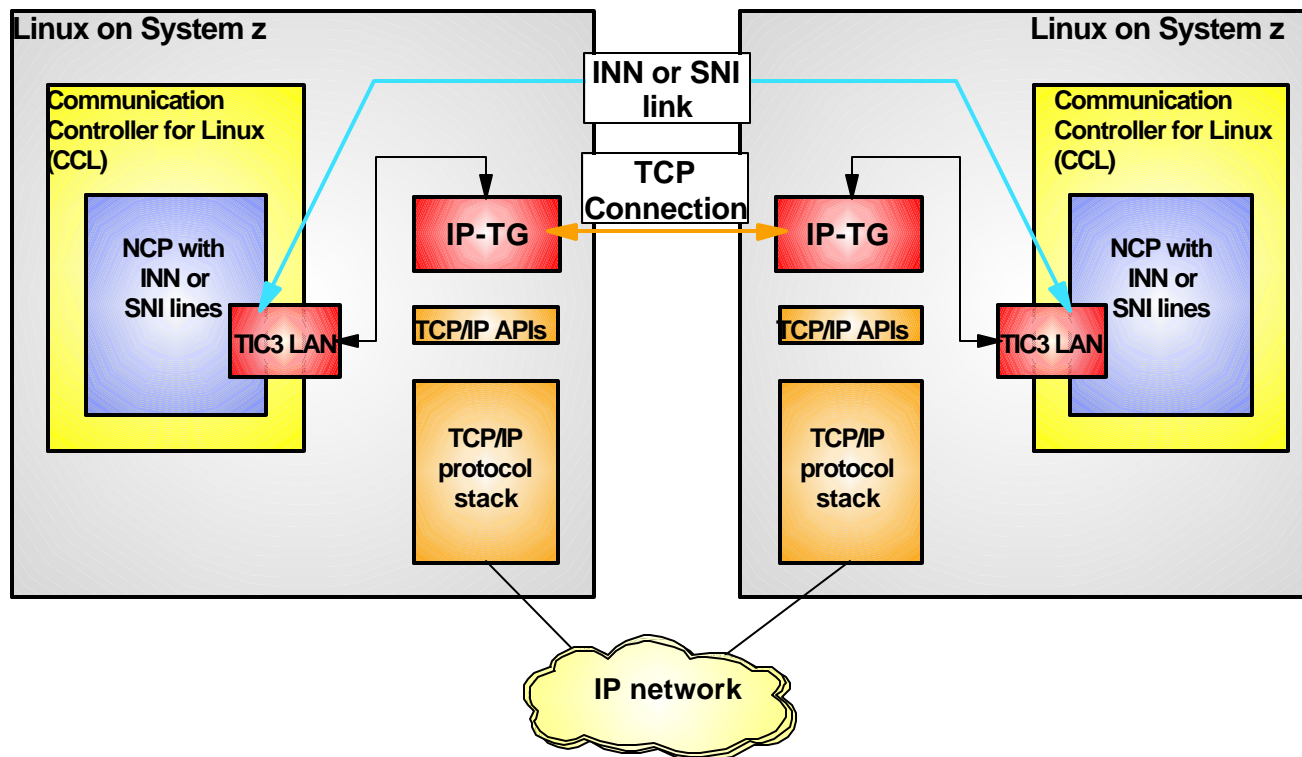 Linux on System z
Linux on System z
INN or SNI
link
Communication
Controller for Linux
(CCL)
Communication
Controller for Linux
(CCL)
TCP
Connection
IP-TG
IP-TG
NCP with
INN or
SNI lines
NCP with
INN or
SNI lines
TIC3 LAN
TCP/IP APIs
TCP/IP APIs
TIC3 LAN
TCP/IP
protocol
stack
TCP/IP
protocol
stack
IP network